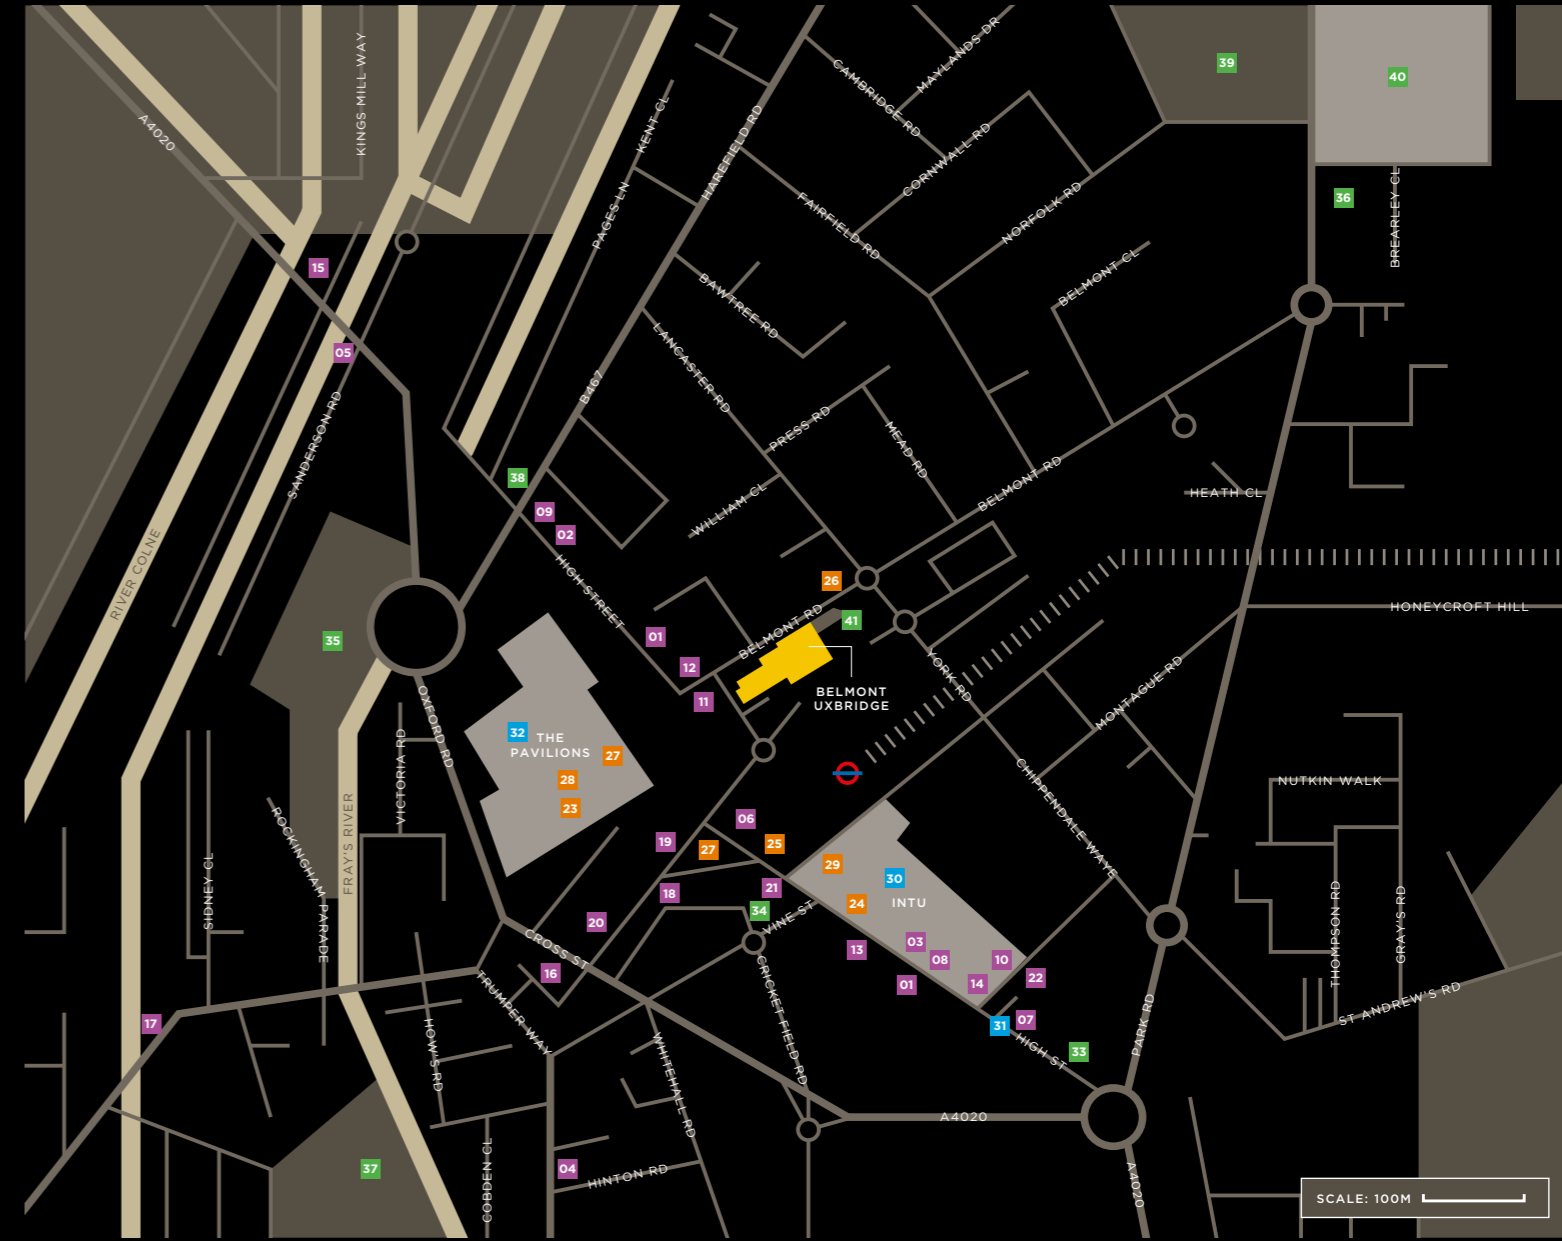 A4020
KINGS MILL WAY
KENT CL
PAGES LN
HAREFIELD RD
CAMBRIDGE RD
MAYLANDS DR
CORNWALL RD
FAIRFIELD RD
NORFOLK RD
39
40
36
BREARLEY CL
15
BAWTREE RD
BELMONT CL
05
LANCASTER RD
B467
SANDERSON RD
PRESS RD
MEAD RD
BELMONT RD
HEATH CL
38
09
02
WILLIAM CL
RIVER COLNE
HIGH STREET
26
HONEYCROFT HILL
35
01
BELMONT RD
41
12
11
BELMONT
UXBRIDGE
YORK RD
MONTAGUE RD
OXFORD RD
VICTORIA RD
32
THE
PAVILIONS
27
28
23
CHIPPENDALE WAYE
NUTKIN WALK
ROCKINGHAM PARADE
FRAY'S RIVER
SIDNEY CL
06
19
27
25
29
30
INTU
18
21
24
34
VINE ST
20
CROSS ST
16
13
03
08
10
01
14
22
THOMPSON RD
GRAY'S RD
ST ANDREW'S RD
17
TRUMPER WAY
HOW'S RD
CRICKET FIELD RD
WHITEHALL RD
31
07
HIGH ST
33
PARK RD
A4020
37
COBDEN CL
04
HINTON RD
A4020
SCALE: 100M